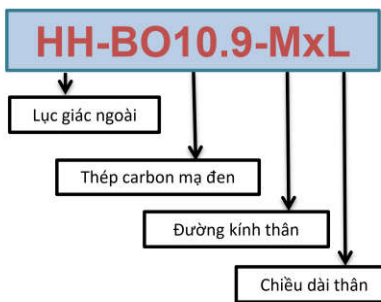 HH-BO10.9-MxL
Lục giác ngoài
Thép carbon mạ đen
Đường kính thân
Chiều dài thân